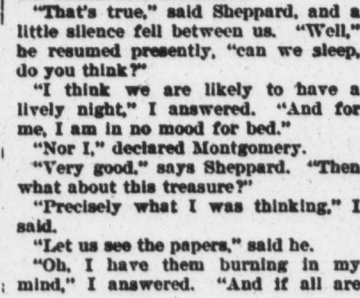 "That's true," said Sheppard, and a
little silence fell between us. "Well,"
he resumed presently, "can we sleep,
do you think?"
"I think we are likely to have a
lively night," I answered. "And for
me, I am in no mood for bed."
"Nor I," declared Montgomery.
"Very good," says Sheppard. "Then
what about this treasure?"
"Precisely what I was thinking," I
said.
"Let us see the papers," said he.
"Oh, I have them burning in my
mind," I answered. "And if all are